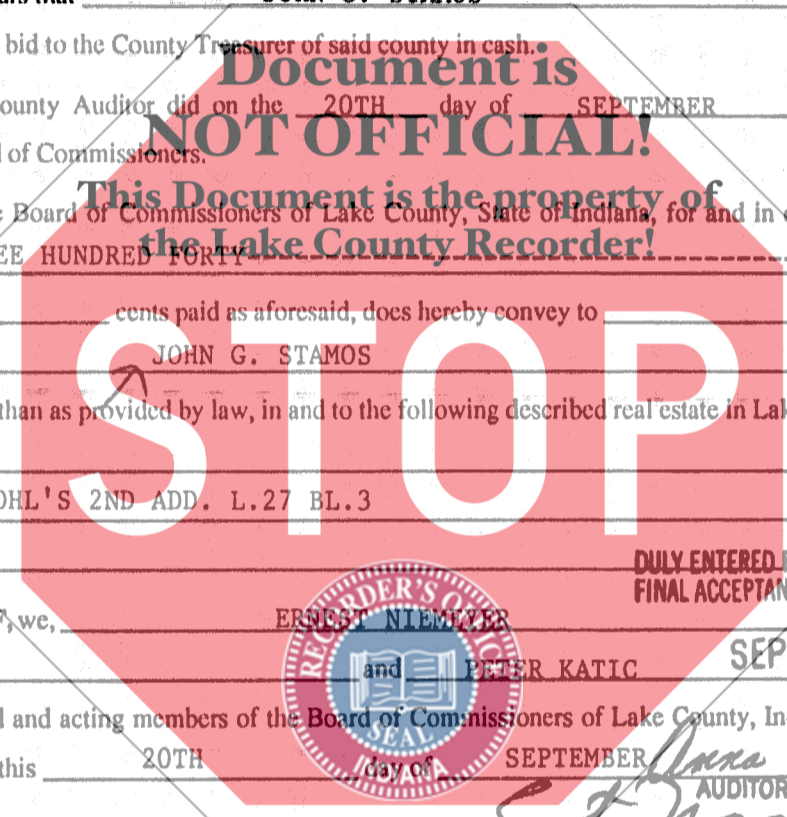 JOHN G. STAMOS
bid to the County Treasurer of said county in cash.
Document is
ounty Auditor did on the 20TH day of SEPTEMBER
NOT OFFICIAL!
of Commissioners.
This Document is the property of
Board of Commissioners of Lake County, State of Indiana, for and in
the Lake County Recorder!
EE HUNDRED FORTY
STOP
cents paid as aforesaid, does hereby convey to
JOHN G. STAMOS
than as provided by law, in and to the following described real estate in Lak
OHL'S 2ND ADD. L.27 BL.3
DULY ENTERED
FINAL ACCEPTAN
we, ERNEST NIEMEYER
RECORDER'S OFFICE
SEAL
INDIANA
and PETER KATIC
SEP
and acting members of the Board of Commissioners of Lake County, In
this 20TH day of SEPTEMBER
Anna
AUDITOR